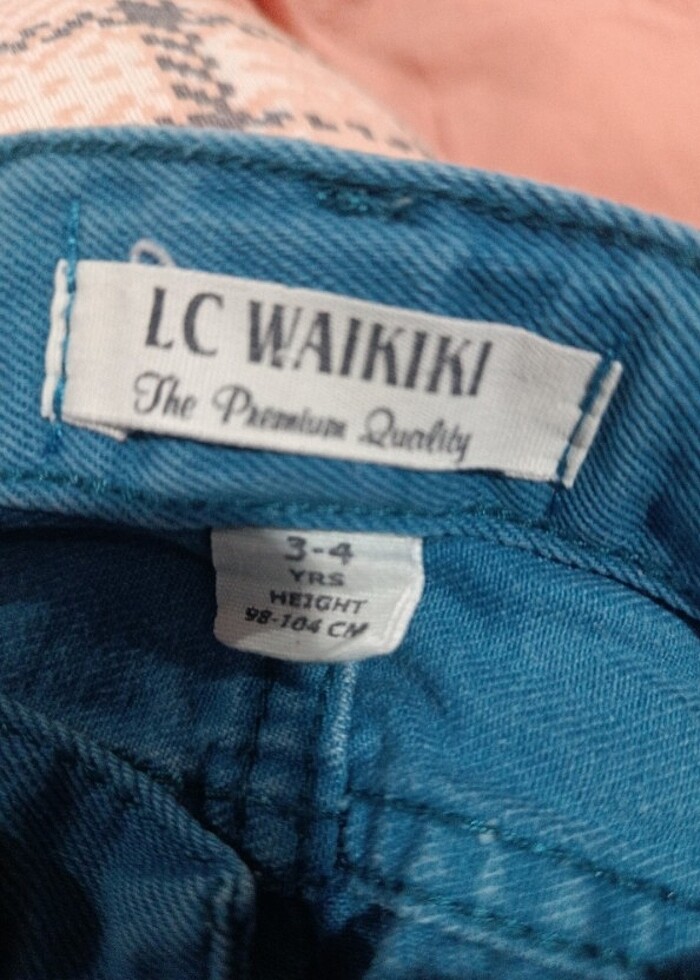 LC WAIKIKI
The Premium Quality
3-4
YRS
HEIGHT
98-104 CM